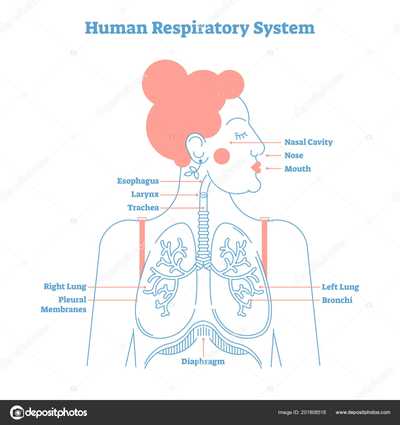 Human Respiratory System
Nasal Cavity
Nose
Mouth
Esophagus
Larynx
Trachea
Right Lung
Pleural
Membranes
Left Lung
Bronchi
Diaphragm
depositphotos
Image ID: 201808518 www.depositphotos.com